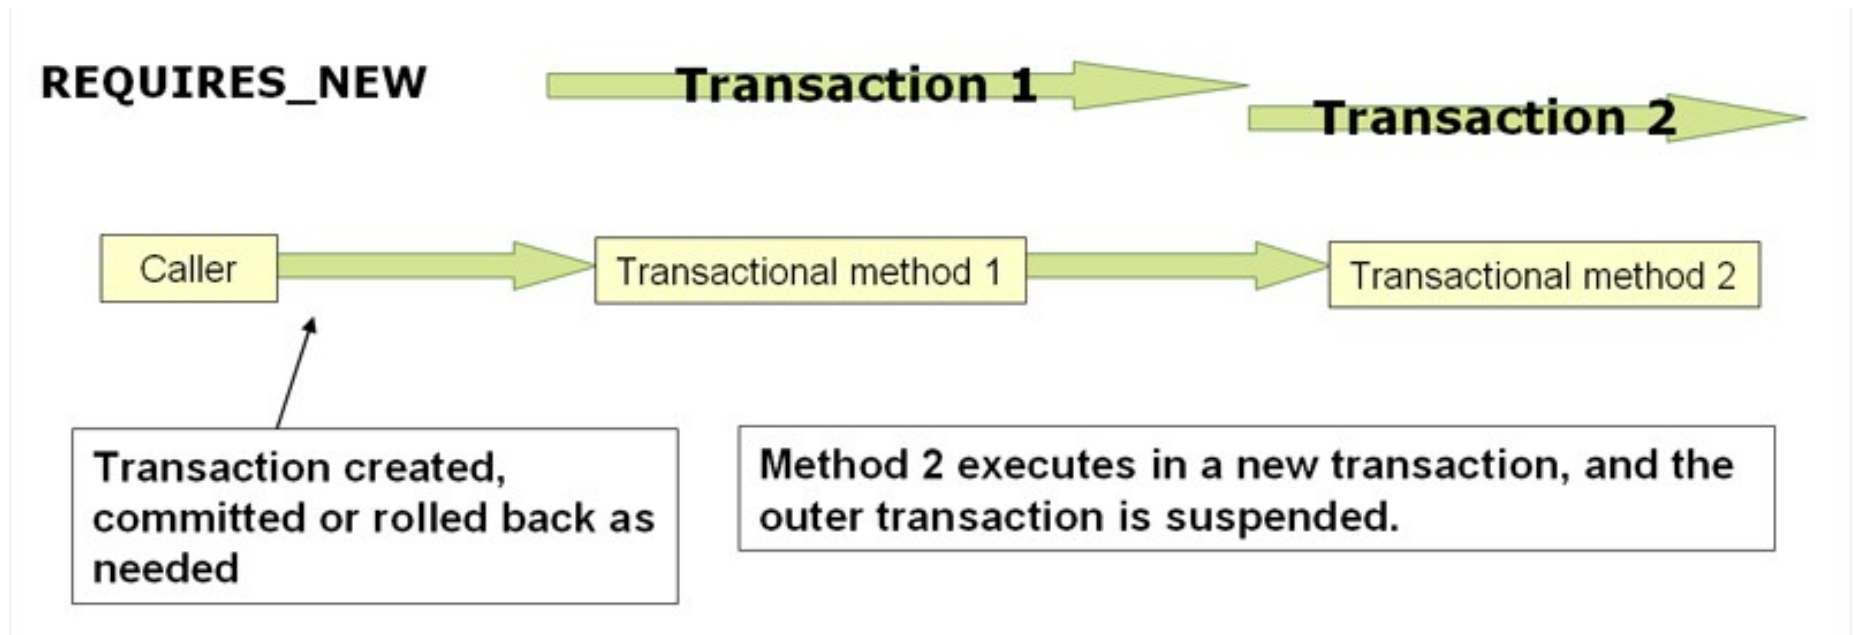 REQUIRES_NEW
Transaction 1
Transaction 2
Caller
Transactional method 1
Transactional method 2
Transaction created,
committed or rolled back as
needed
Method 2 executes in a new transaction, and the
outer transaction is suspended.